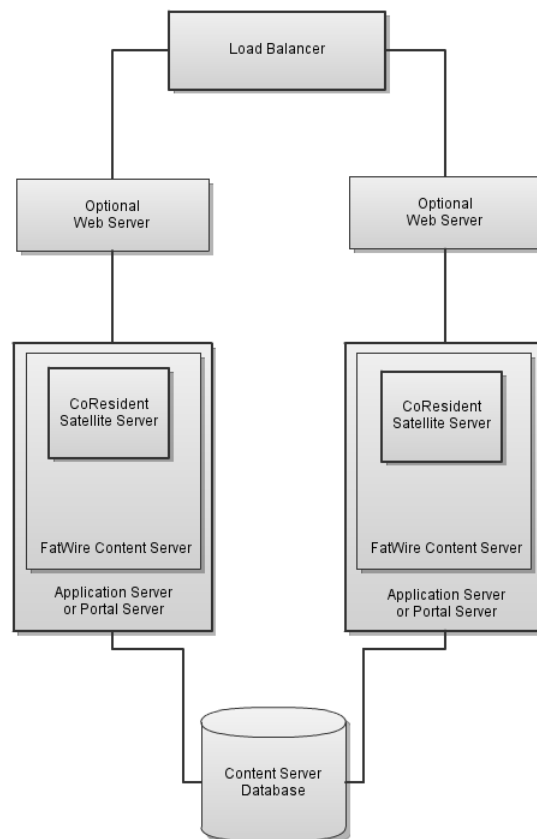 Load Balancer
Optional
Web Server
Optional
Web Server
CoResident
Satellite Server
FatWire Content Server
Application Server
or Portal Server
CoResident
Satellite Server
FatWire Content Server
Application Server
or Portal Server
Content Server
Database